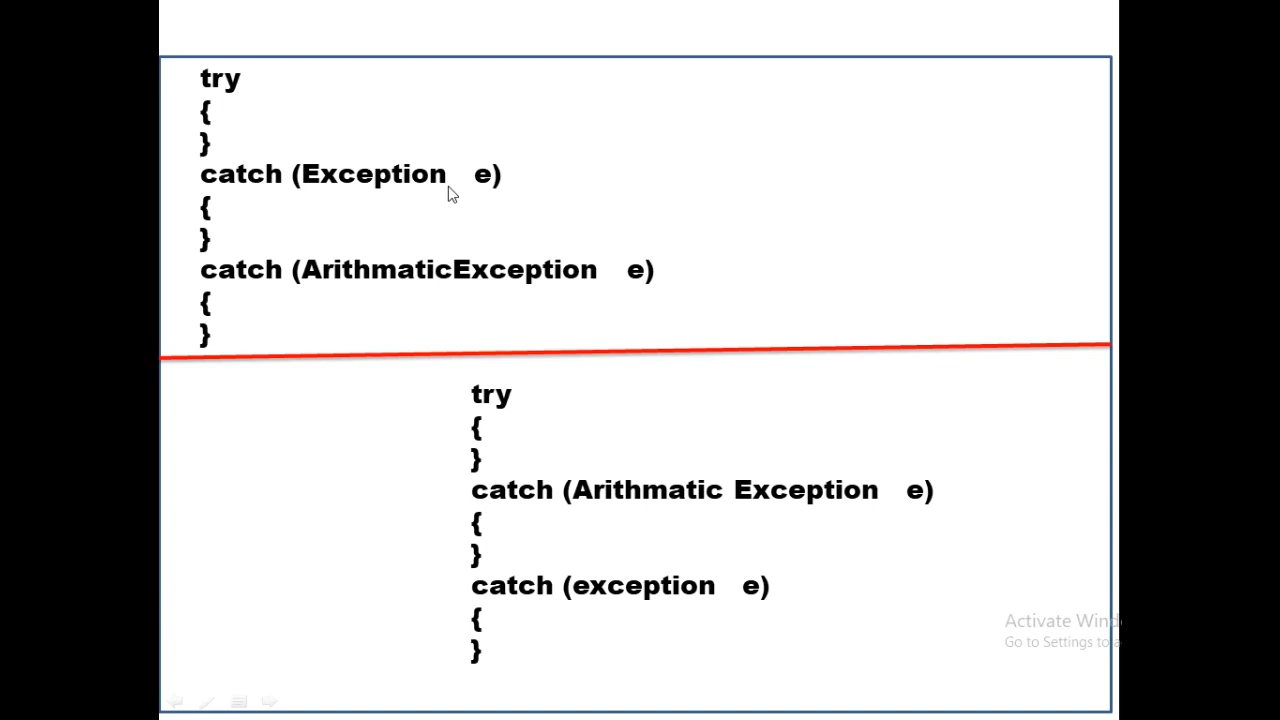 try
{
}
catch (Exception e)
{
}
catch (ArithmaticException e)
{
}
try
{
}
catch (Arithmatic Exception e)
{
}
catch (exception e)
{
}
Activate Wind
Go to Settings to a